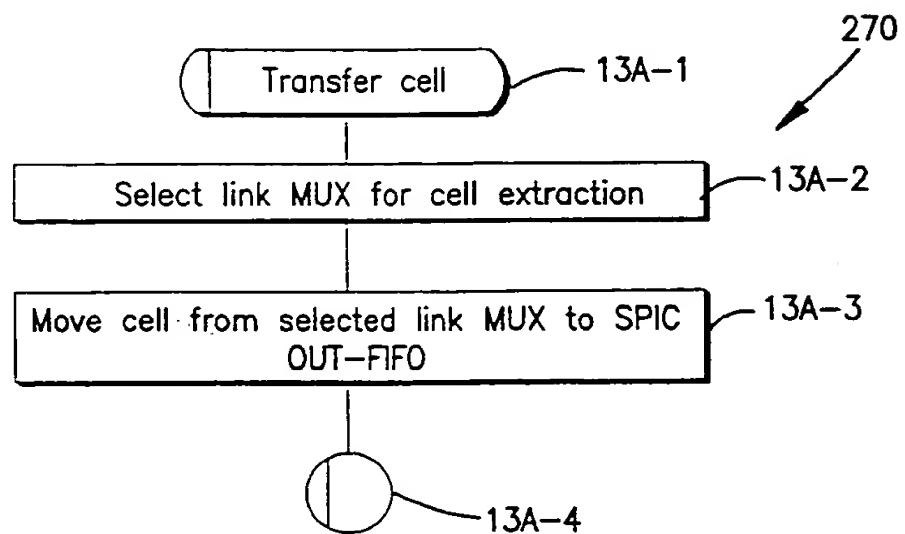 270
Transfer cell
13A-1
Select link MUX for cell extraction
13A-2
Move cell from selected link MUX to SPIC
OUT-FIFO
13A-3
13A-4